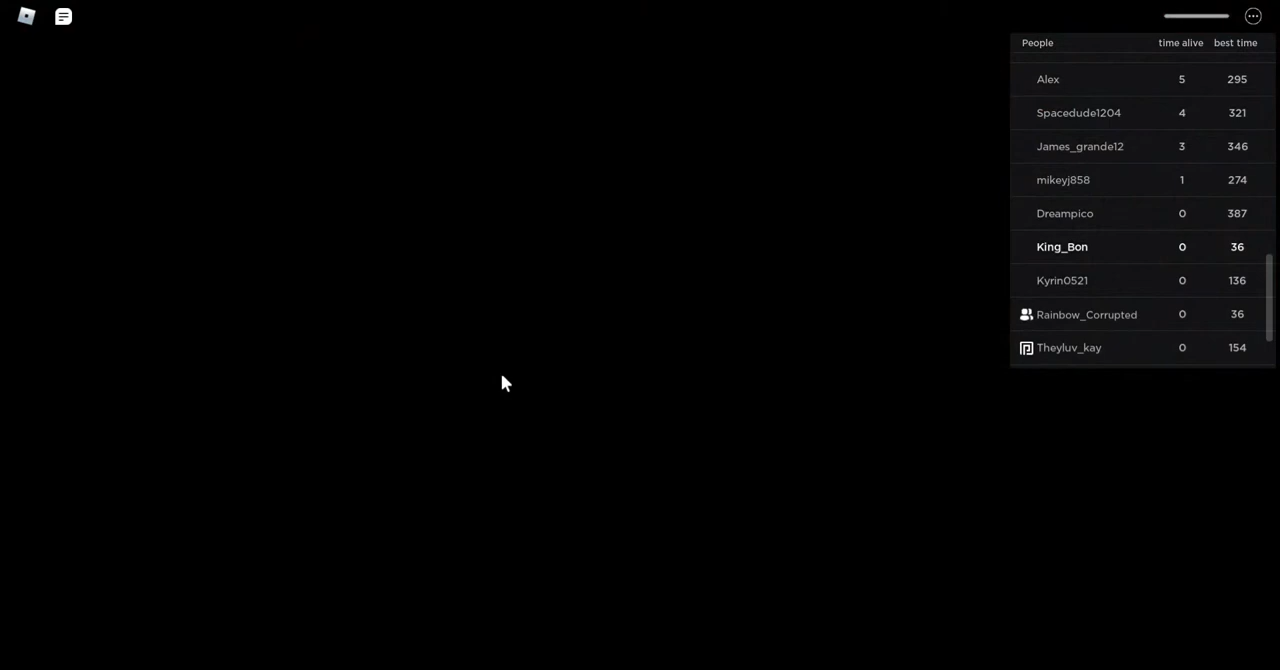 People time alive best time
Alex 5 295
Spacedude1204 4 321
James_grande12 3 346
mikeyj858 1 274
Dreampico 0 387
King_Bon 0 36
Kyrin0521 0 136
Rainbow_Corrupted 0 36
Theyluv_kay 0 154